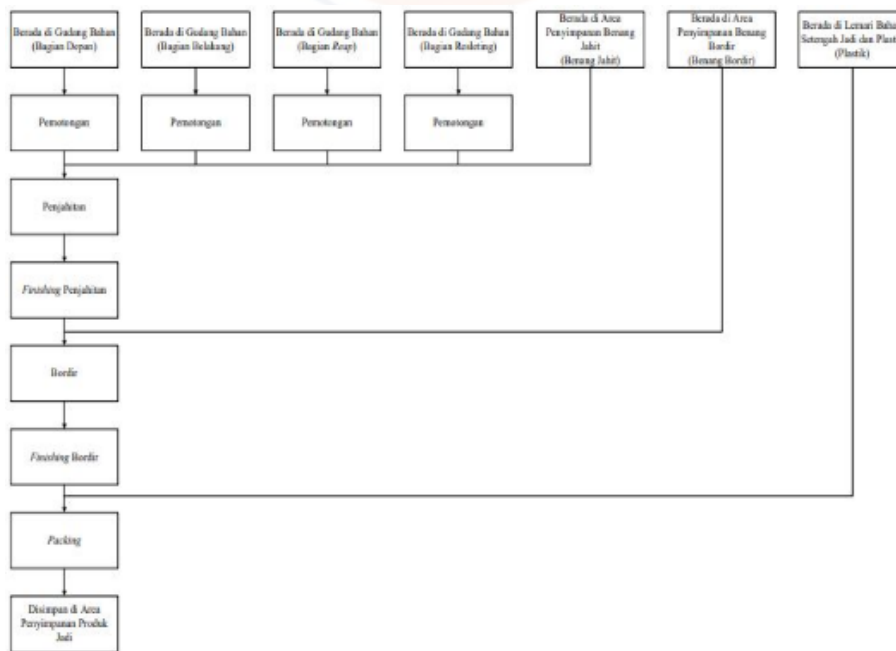 Berada di Gudang Bahan
(Bagian Depan)
Berada di Gudang Bahan
(Bagian Belakang)
Berada di Gudang Bahan
(Bagian Reap)
Berada di Gudang Bahan
(Bagian Resleting)
Berada di Area
Penyimpanan Benang
Jahit
(Benang Jahit)
Berada di Area
Penyimpanan Benang
Bordir
(Benang Bordir)
Berada di Lemari Baha
Setengah Jadi dan Plast
(Plastik)
Pemotongan
Pemotongan
Pemotongan
Pemotongan
Penjahitan
Finishing Penjahitan
Bordir
Finishing Bordir
Packing
Disimpan di Area
Penyimpanan Produk
Jadi